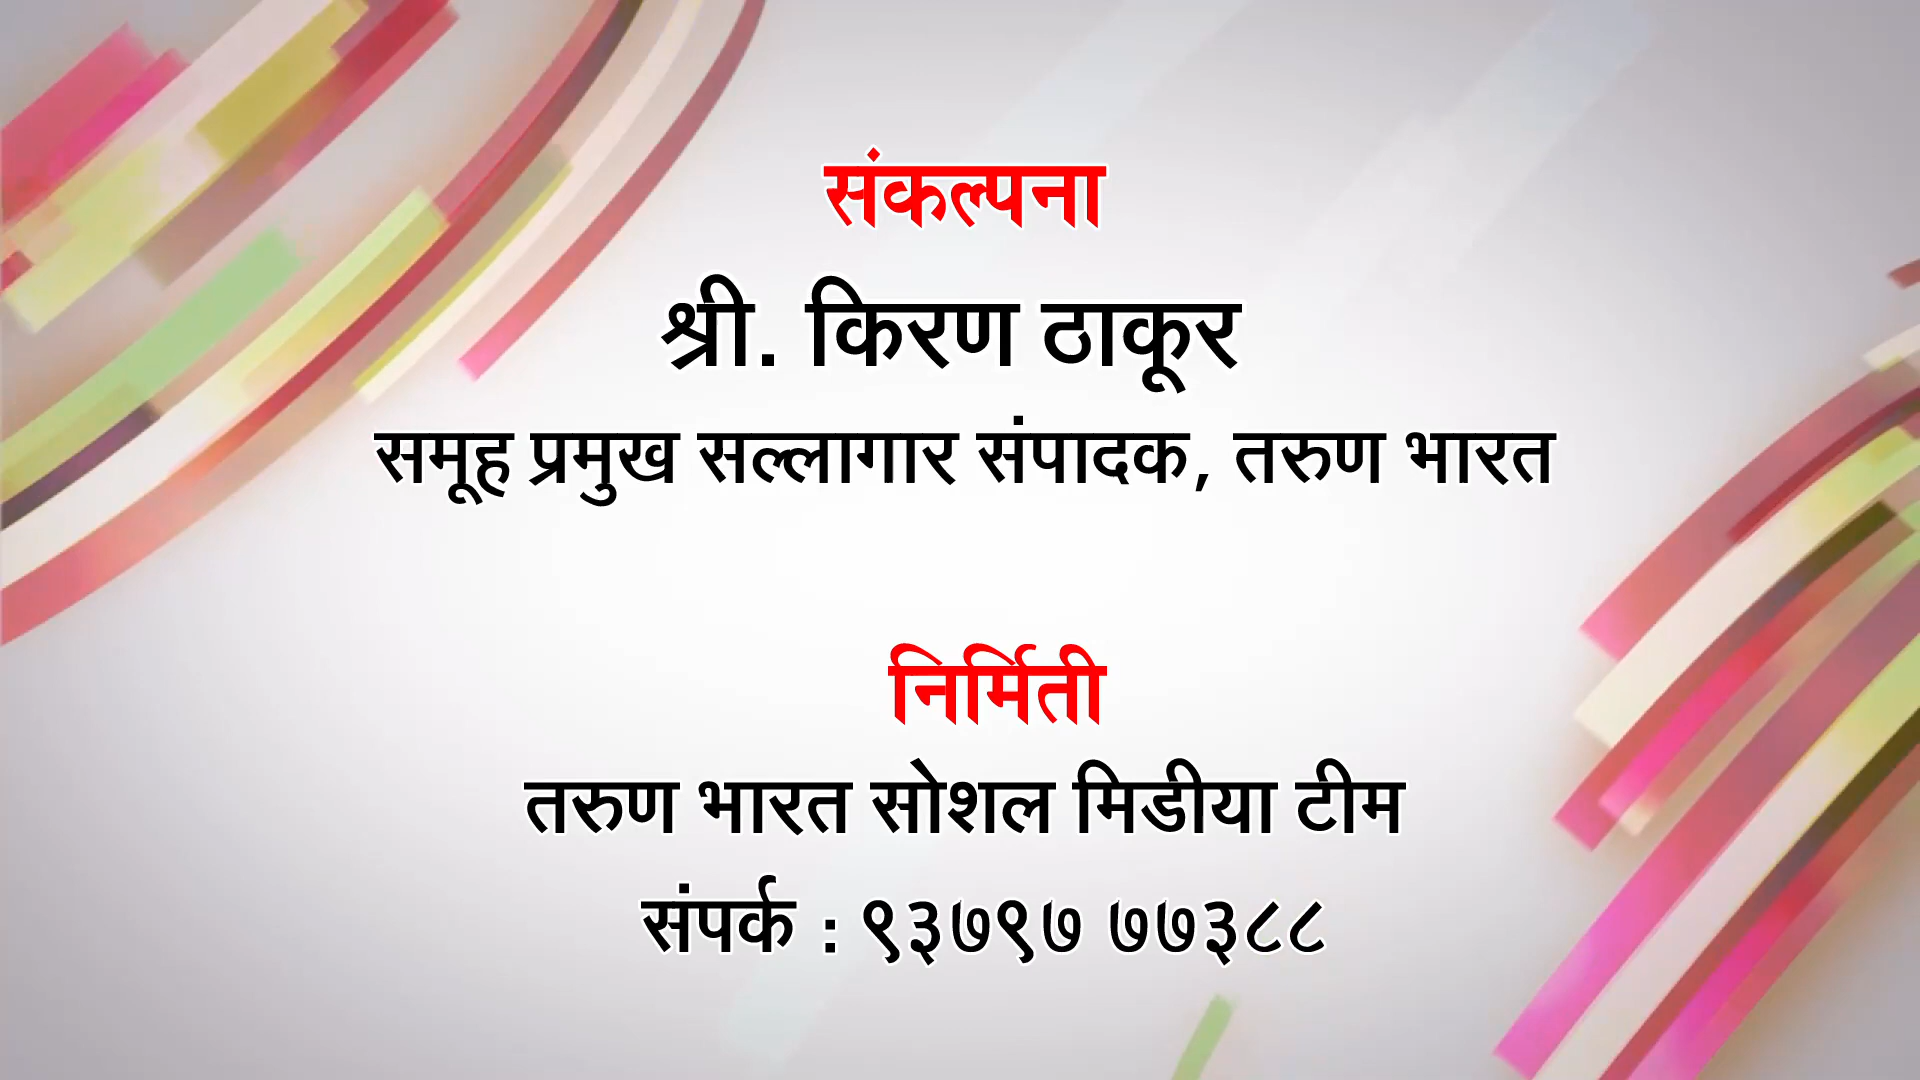 संकल्पना
श्री. किरण ठाकूर
समूह प्रमुख सल्लागार संपादक, तरुण भारत
निर्मिती
तरुण भारत सोशल मिडीया टीम
संपर्क : ९३७९७ ७७३८८